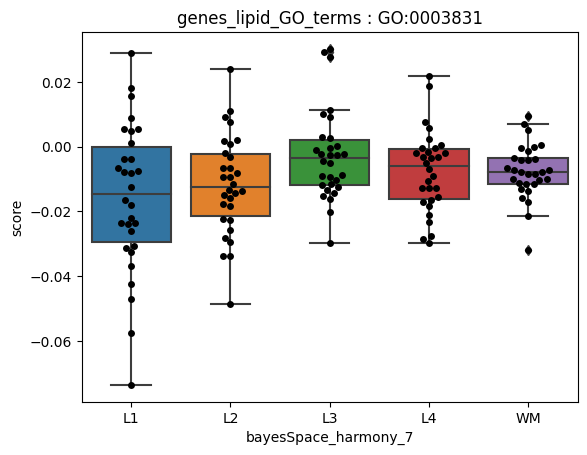 genes_lipid_GO_terms : GO:0003831
score
0.02
0.00
−0.02
−0.04
−0.06
L1 L2 L3 L4 WM
bayesSpace_harmony_7